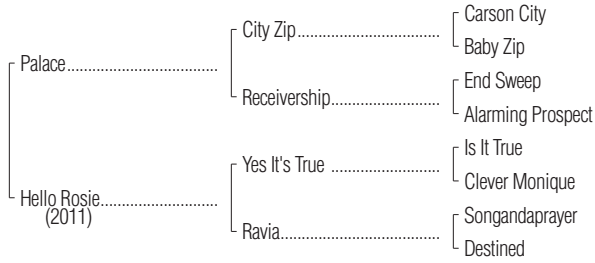 Carson City
City Zip
Baby Zip
Palace
End Sweep
Receivership
Alarming Prospect
Is It True
Yes It's True
Clever Monique
Hello Rosie
(2011)
Songandaprayer
Ravia
Destined